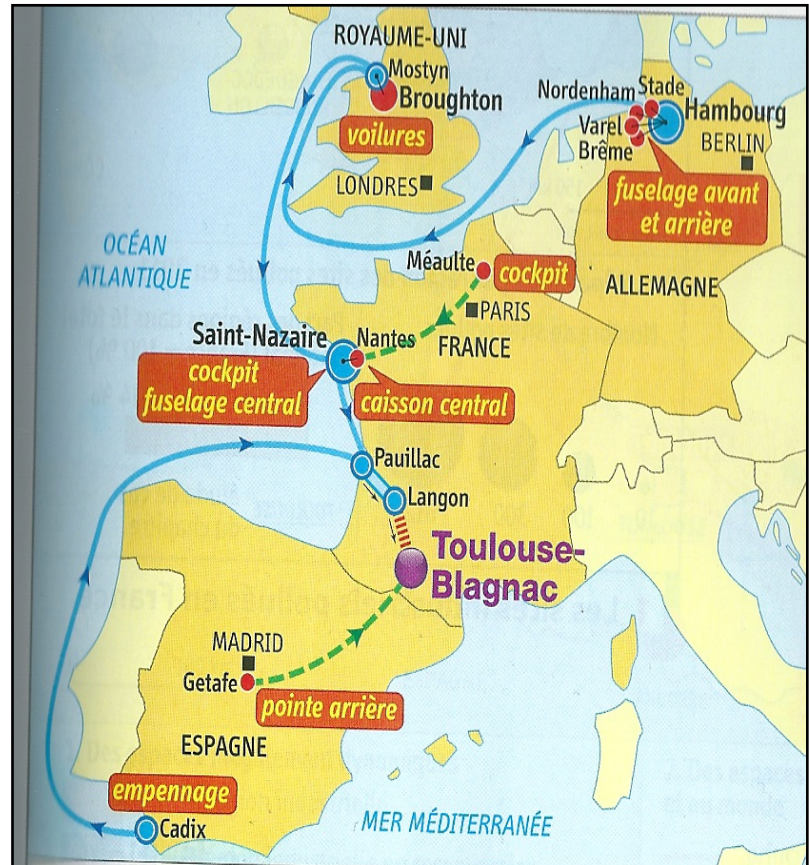 ROYAUME-UNI
Mostyn
Broughton
voilures
LONDRES
Nordenham
Stade
Hambourg
Varel
Brême
BERLIN
fuselage avant
et arrière
OCÉAN
ATLANTIQUE
Méaulte
cockpit
ALLEMAGNE
PARIS
Saint-Nazaire
Nantes
FRANCE
cockpit
fuselage central
caisson central
Pauillac
Langon
Toulouse-
Blagnac
MADRID
Getafe
pointe arrière
ESPAGNE
empennage
Cadix
MER MÉDITERRANÉE